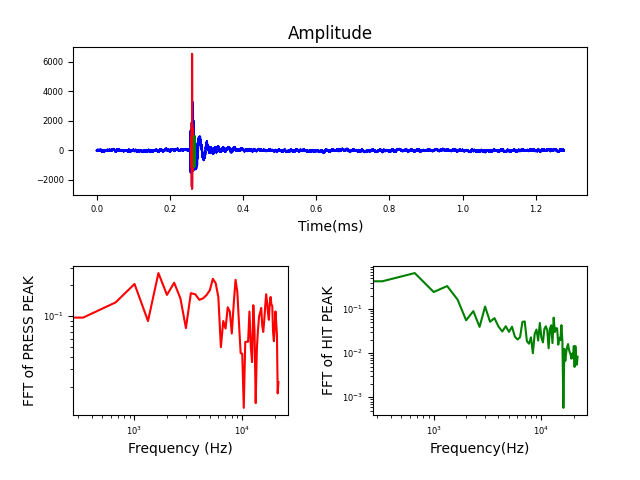 Amplitude
6000
4000
2000
0
−2000
0.0 0.2 0.4 0.6 0.8 1.0 1.2
Time(ms)
FFT of PRESS PEAK
10⁻¹
10³ 10⁴
Frequency (Hz)
FFT of HIT PEAK
10⁻¹
10⁻²
10⁻³
10³ 10⁴
Frequency(Hz)